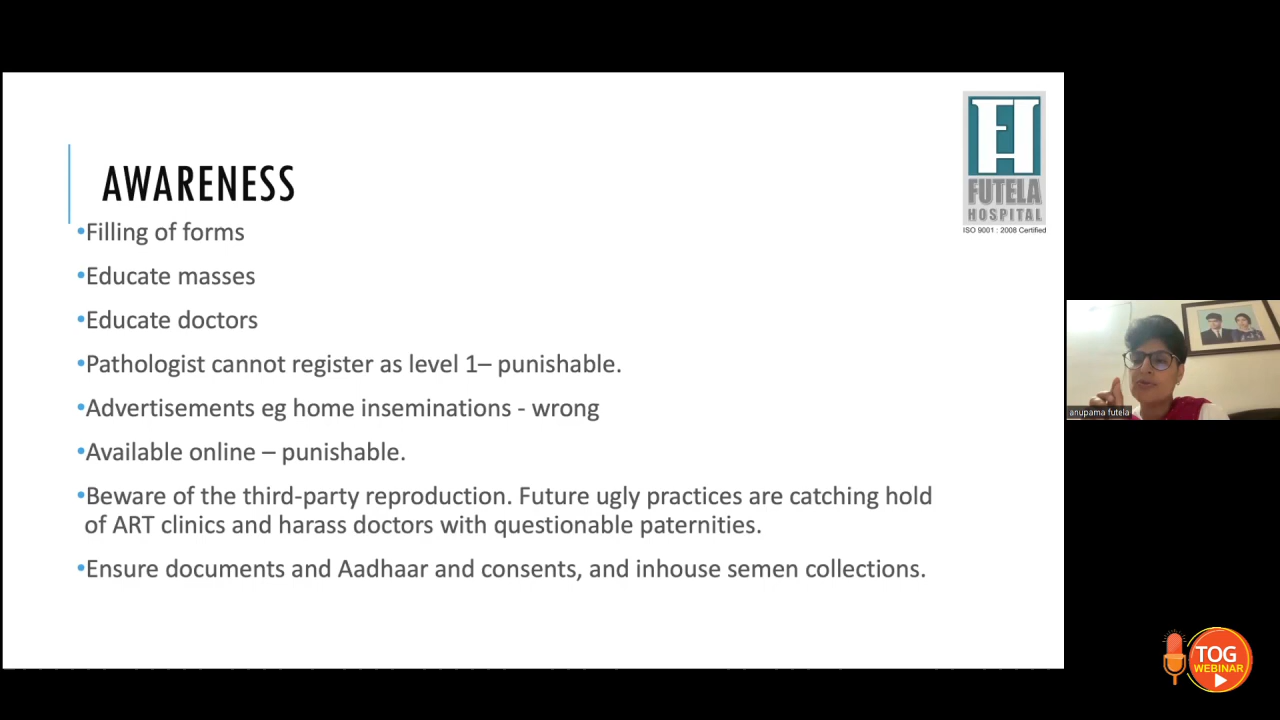 AWARENESS
•Filling of forms
•Educate masses
•Educate doctors
•Pathologist cannot register as level 1– punishable.
•Advertisements eg home inseminations - wrong
•Available online – punishable.
•Beware of the third-party reproduction. Future ugly practices are catching hold
of ART clinics and harass doctors with questionable paternities.
•Ensure documents and Aadhaar and consents, and inhouse semen collections.
FH
FUTELA
HOSPITAL
ISO 9001 : 2008 Certified
anupama futela
TOG
WEBINAR